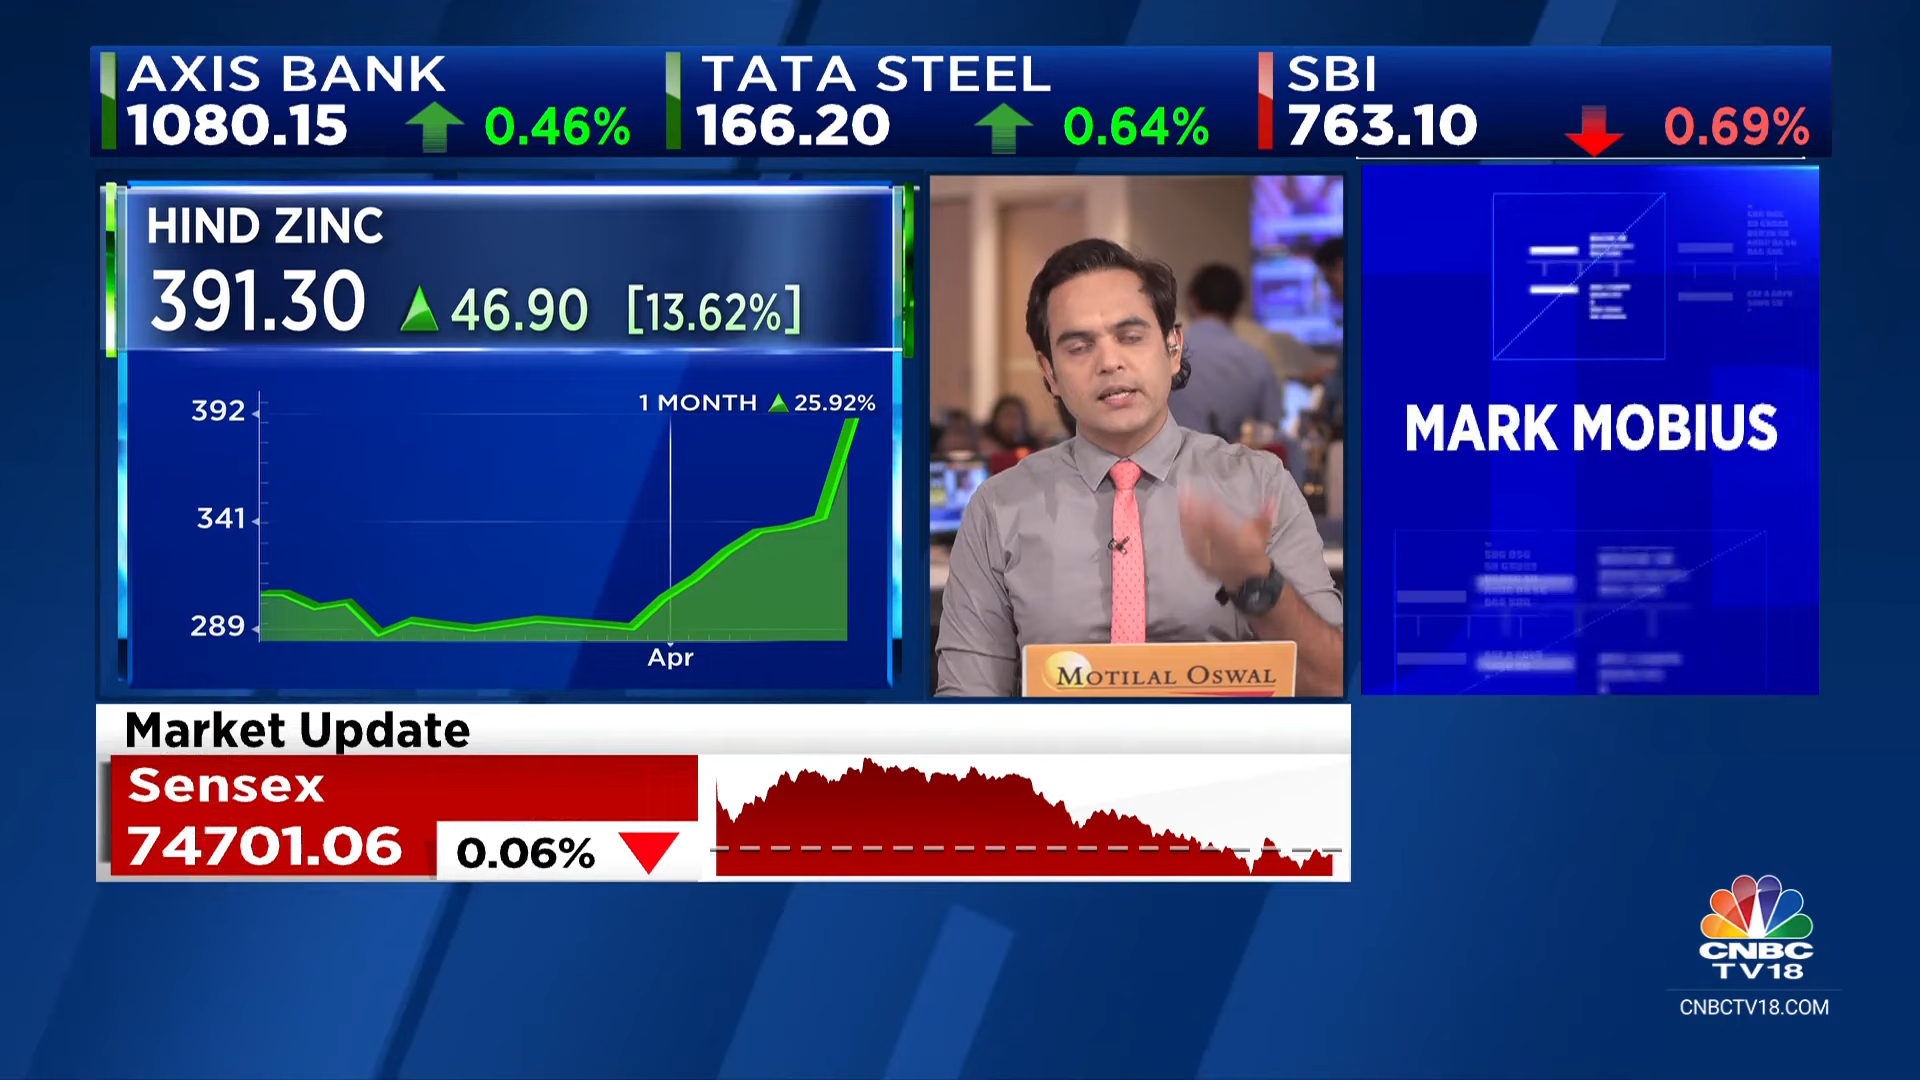 AXIS BANK
1080.15 0.46%
TATA STEEL
166.20 0.64%
SBI
763.10 0.69%
HIND ZINC
391.30 46.90 [13.62%]
1 MONTH 25.92%
392
341
289
Apr
MOTILAL OSWAL
MARK MOBIUS
Market Update
Sensex
74701.06 0.06%
CNBC
TV18
CNBCTV18.COM